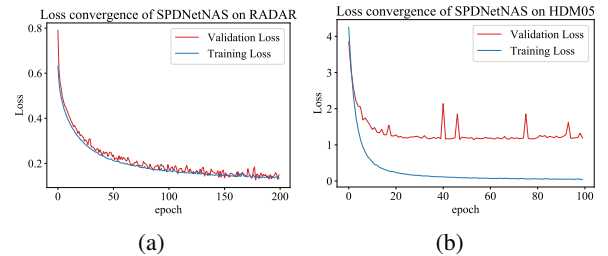 Loss convergence of SPDNetNAS on RADAR
Validation Loss
Training Loss
Loss
0.8
0.6
0.4
0.2
0 50 100 150 200
epoch
(a)
Loss convergence of SPDNetNAS on HDM05
Validation Loss
Training Loss
Loss
4
3
2
1
0
0 20 40 60 80 100
epoch
(b)